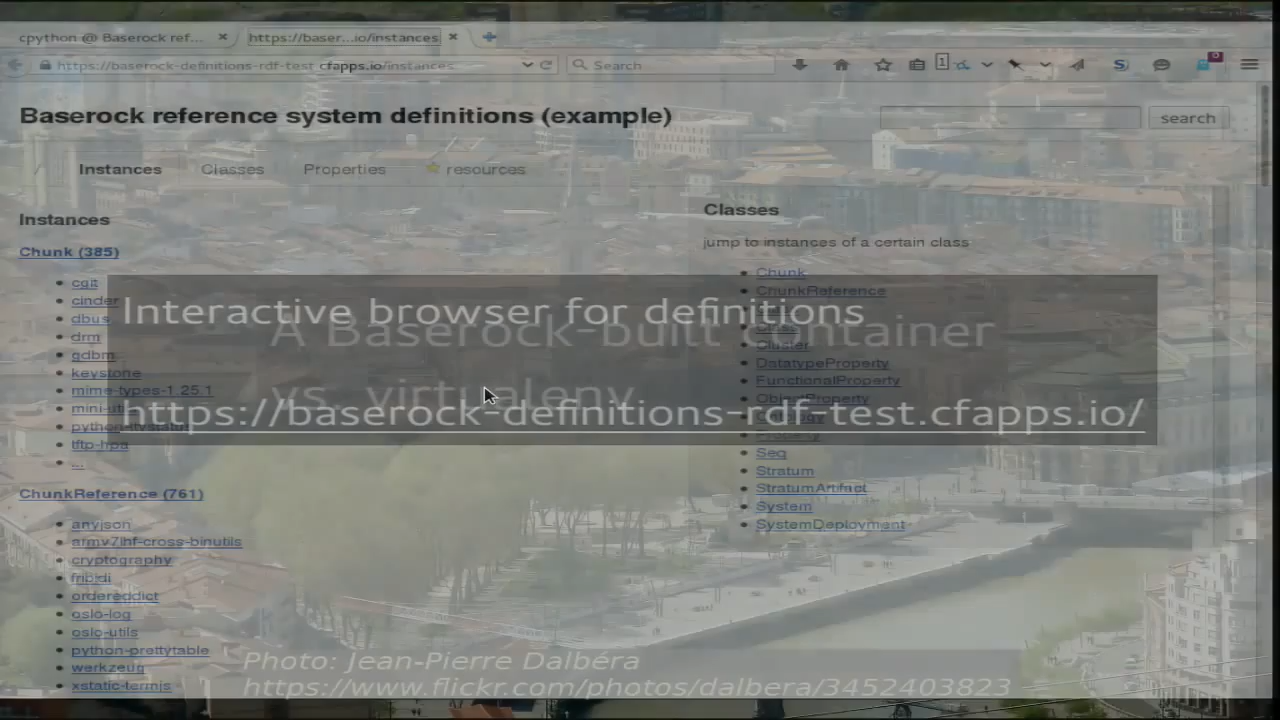 cpython @ Baserock ref...
https://baser...io/instances
https://baserock-definitions-rdf-test.cfapps.io/instances
Search
Baserock reference system definitions (example)
search
Instances
Classes
Properties
resources
Instances
Chunk (385)
cgit
cinder
dbus
drm
gdbm
keystone
mime-types-1.25.1
tftp-hpa
...
ChunkReference (761)
anyjson
armv7lhf-cross-binutils
cryptography
fribidi
ordereddict
oslo-log
oslo-utils
python-prettytable
werkzeug
xstatic-termjs
Classes
jump to instances of a certain class
Chunk
ChunkReference
Class
Cluster
DatatypeProperty
FunctionalProperty
ObjectProperty
Ontology
Property
Seq
Stratum
StratumArtifact
System
SystemDeployment
Interactive browser for definitions
https://baserock-definitions-rdf-test.cfapps.io/
A Baserock-built container
vs. virtualenv
Photo: Jean-Pierre Dalbéra
https://www.flickr.com/photos/dalbera/3452403823